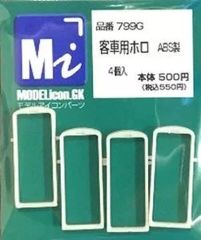 品番 799G
客車用ホロ ABS製
4個入
本体 500円
(税込550円)
Mi
MODELicon.GK
モデルアイコンパーツ